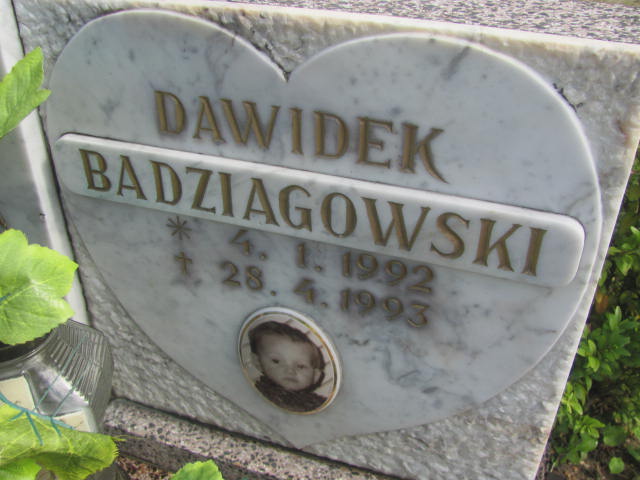 DAWIDEK
BADZIAGOWSKI
* 4. 1. 1992
† 28. 4. 1993